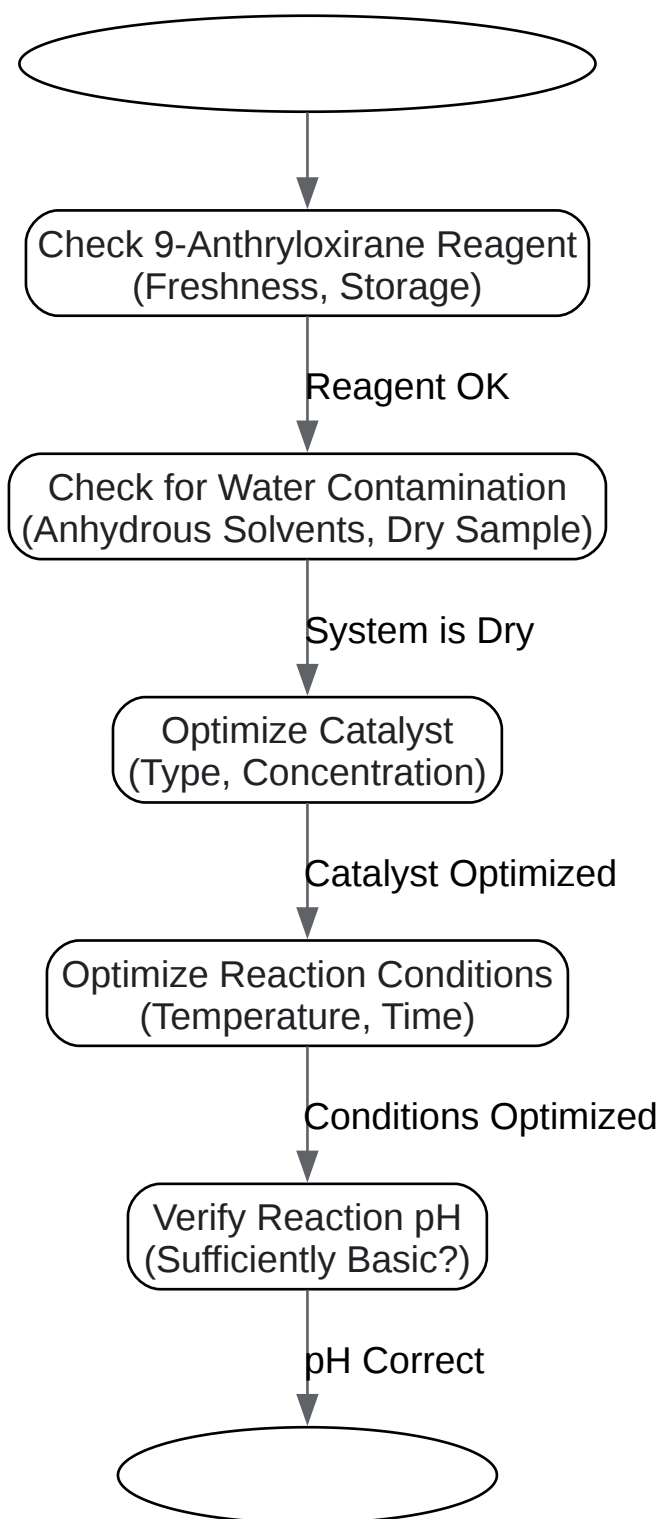 Check 9-Anthryloxirane Reagent
(Freshness, Storage)
Reagent OK
Check for Water Contamination
(Anhydrous Solvents, Dry Sample)
System is Dry
Optimize Catalyst
(Type, Concentration)
Catalyst Optimized
Optimize Reaction Conditions
(Temperature, Time)
Conditions Optimized
Verify Reaction pH
(Sufficiently Basic?)
pH Correct